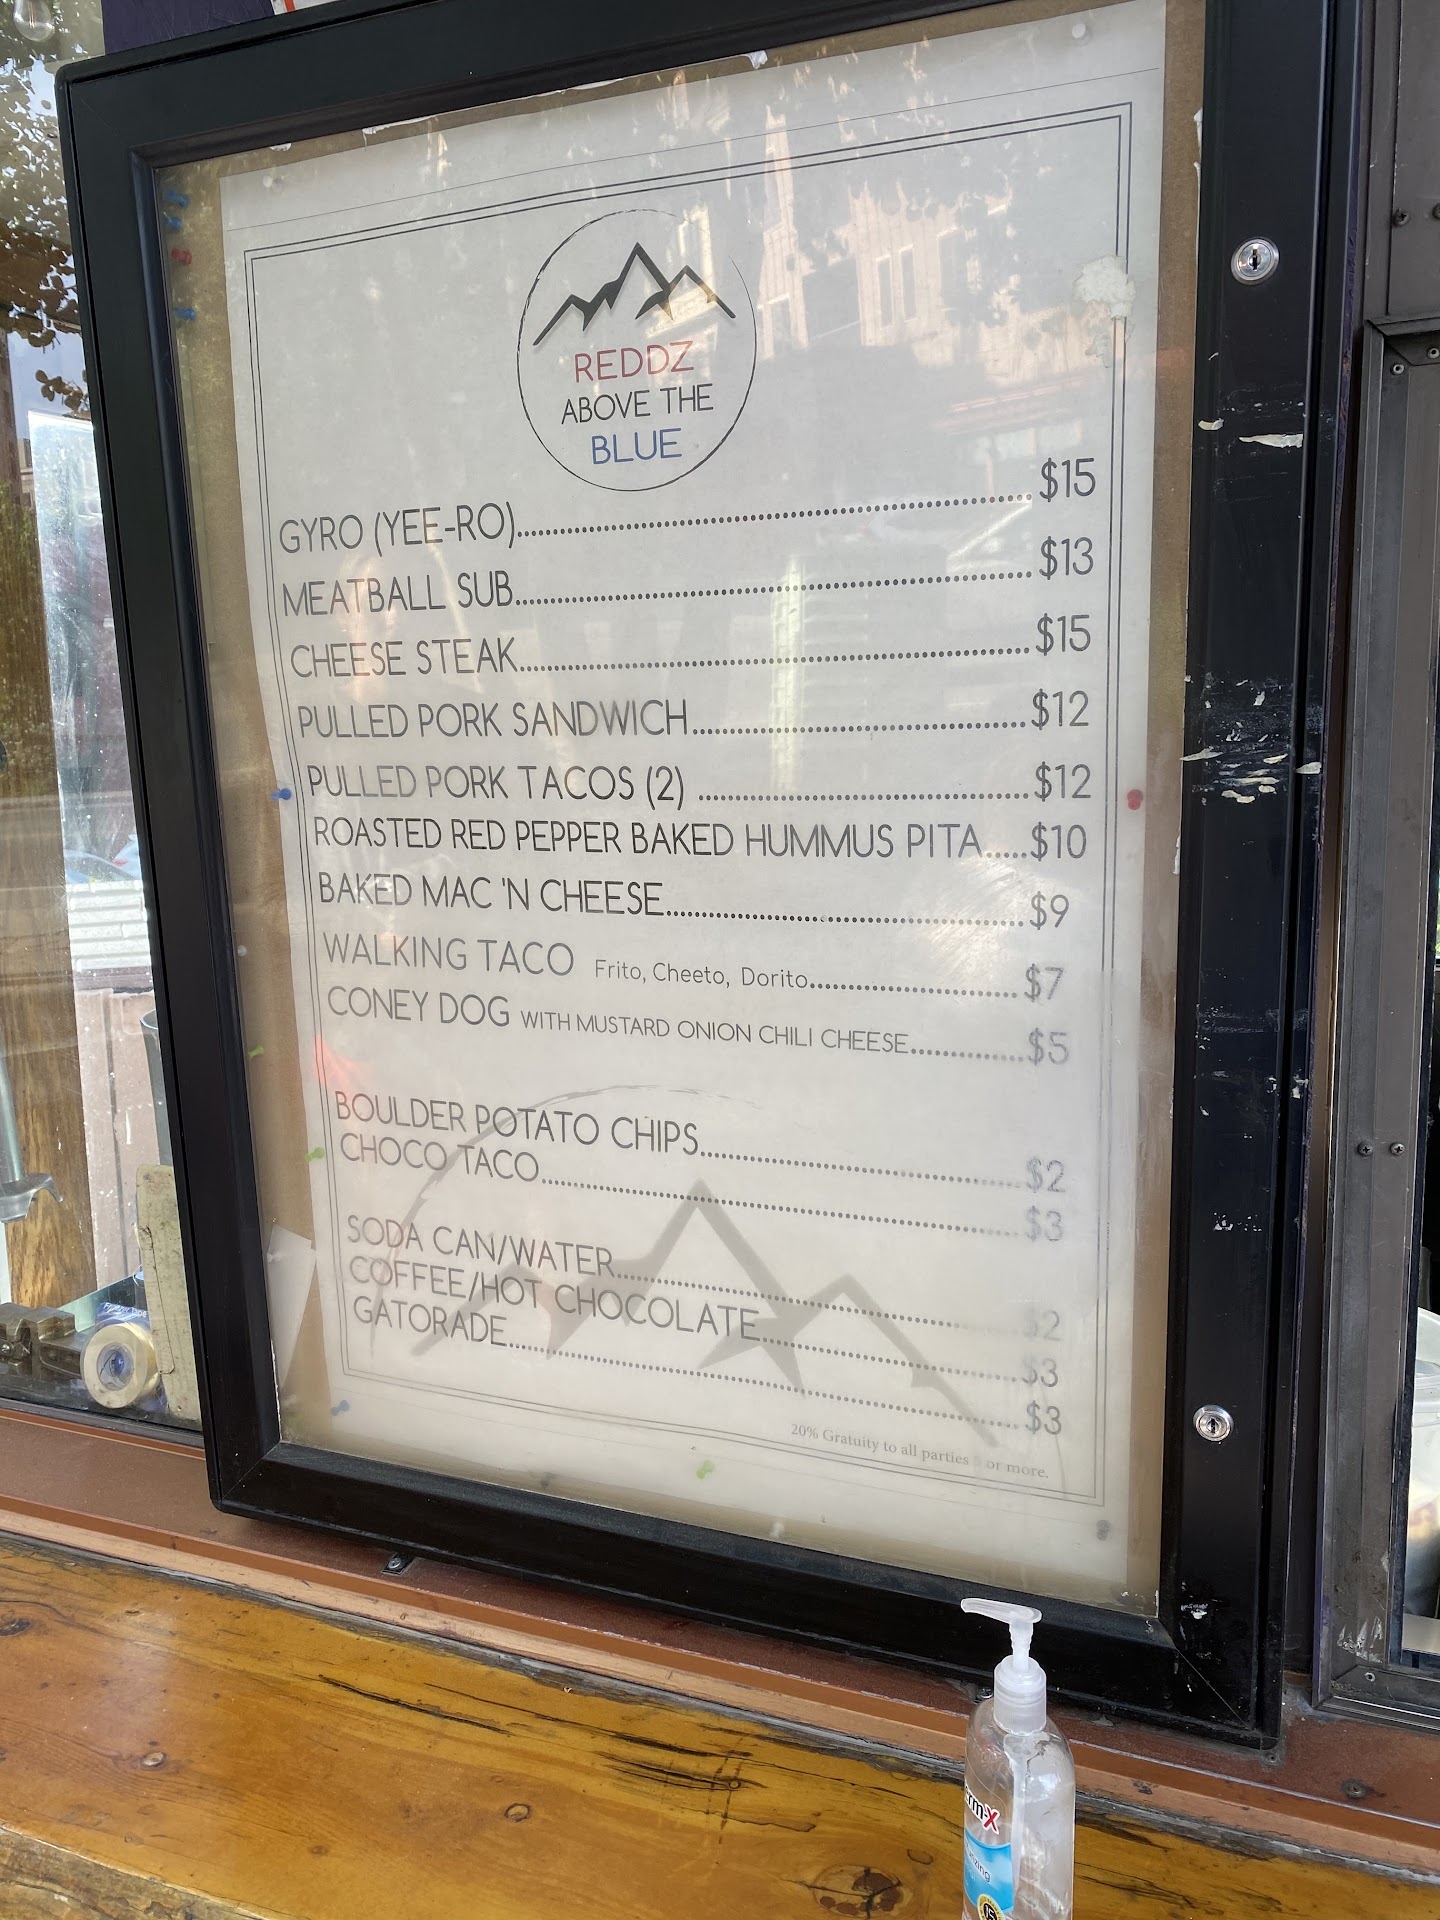 REDDZ
ABOVE THE
BLUE
GYRO (YEE-RO)........................................ $15
MEATBALL SUB........................................ $13
CHEESE STEAK........................................ $15
PULLED PORK SANDWICH........................................ $12
PULLED PORK TACOS (2) ........................................ $12
ROASTED RED PEPPER BAKED HUMMUS PITA......$10
BAKED MAC 'N CHEESE........................................ $9
WALKING TACO Frito, Cheeto, Dorito........................................ $7
CONEY DOG WITH MUSTARD ONION CHILI CHEESE....................$5
BOULDER POTATO CHIPS........................................ $2
CHOCO TACO........................................ $3
SODA CAN/WATER........................................ $2
COFFEE/HOT CHOCOLATE........................................ $3
GATORADE........................................ $3
20% Gratuity to all parties or more.